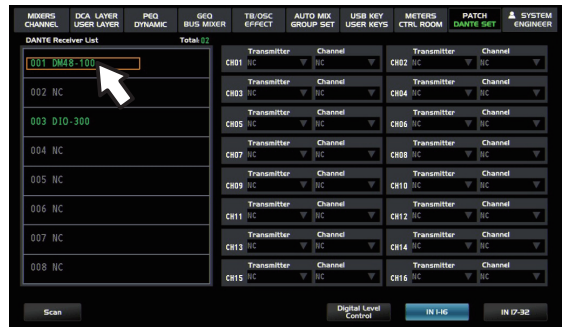 MIXERS DCA LAYER PEQ GEQ TB/OSC AUTO MIX USB KEY METERS PATCH SYSTEM
CHANNEL USER LAYER DYNAMIC BUS MIXER EFFECT GROUP SET USER KEYS CTRL ROOM DANTE SET ENGINEER
DANTE Receiver List Total: 02
001 DM48-100
002 NC
003 DIO-300
004 NC
005 NC
006 NC
007 NC
008 NC
Transmitter Channel Transmitter Channel
CH01 NC NC CH02 NC NC
Transmitter Channel Transmitter Channel
CH03 NC NC CH04 NC NC
Transmitter Channel Transmitter Channel
CH05 NC NC CH06 NC NC
Transmitter Channel Transmitter Channel
CH07 NC NC CH08 NC NC
Transmitter Channel Transmitter Channel
CH09 NC NC CH10 NC NC
Transmitter Channel Transmitter Channel
CH11 NC NC CH12 NC NC
Transmitter Channel Transmitter Channel
CH13 NC NC CH14 NC NC
Transmitter Channel Transmitter Channel
CH15 NC NC CH16 NC NC
Scan Digital Level Control IN 1-16 IN 17-32